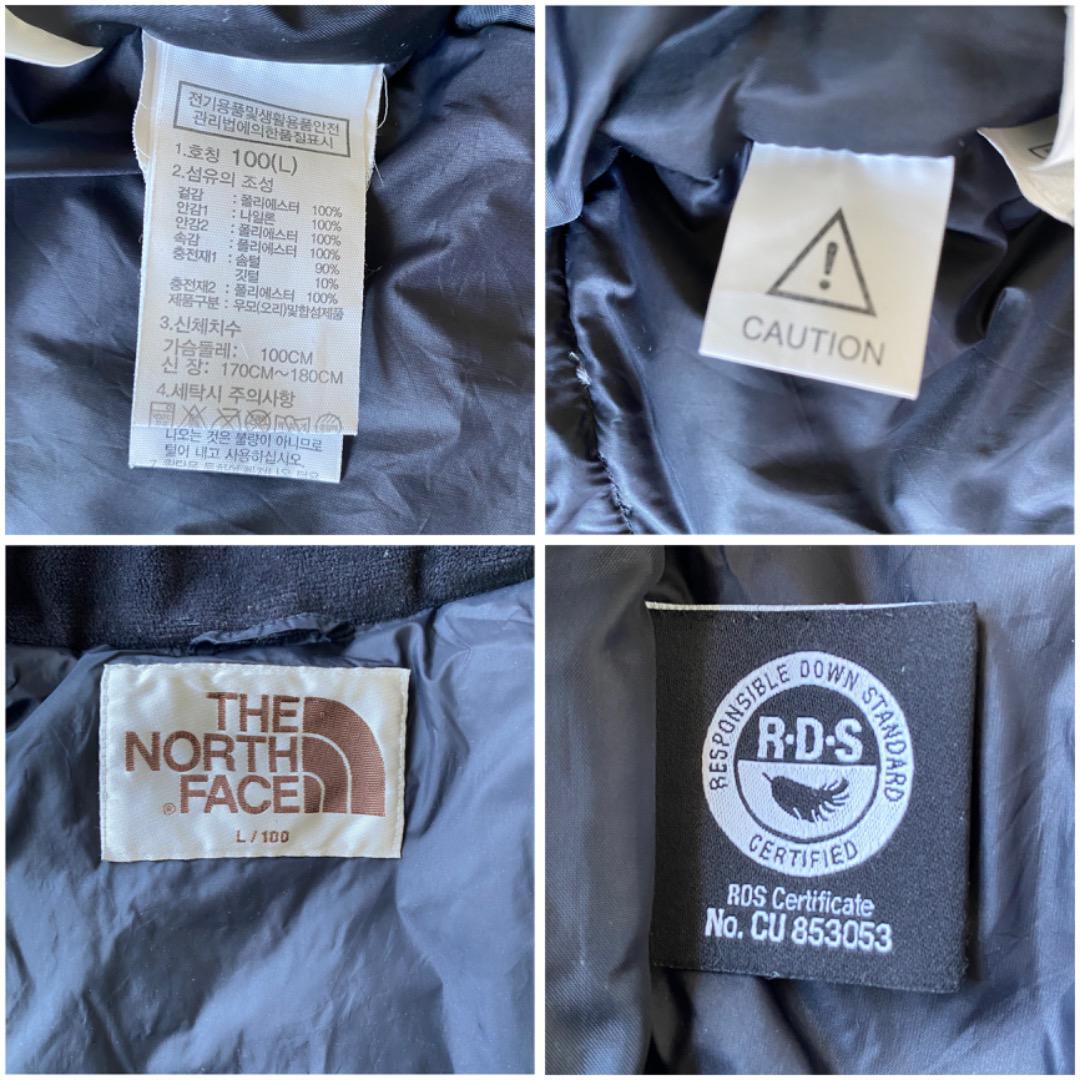 전기용품및생활용품안전
관리법에의한품질표시
1.호칭 100(L)
2.섬유의 조성
겉감 : 폴리에스터 100%
안감1 : 나일론 100%
안감2 : 폴리에스터 100%
속감 : 폴리에스터 100%
충전재1 : 솜털 90%
깃털 10%
충전재2 : 폴리에스터 100%
제품구분 : 우모(오리)및합성제품
3.신체치수
가슴둘레: 100CM
신 장: 170CM~180CM
4.세탁시 주의사항
나오는 것은 불량이 아니므로
털어 내고 사용하십시오.
!
CAUTION
THE
NORTH
FACE
®
L / 100
RESPONSIBLE DOWN STANDARD
R·D·S
CERTIFIED
RDS Certificate
No. CU 853053